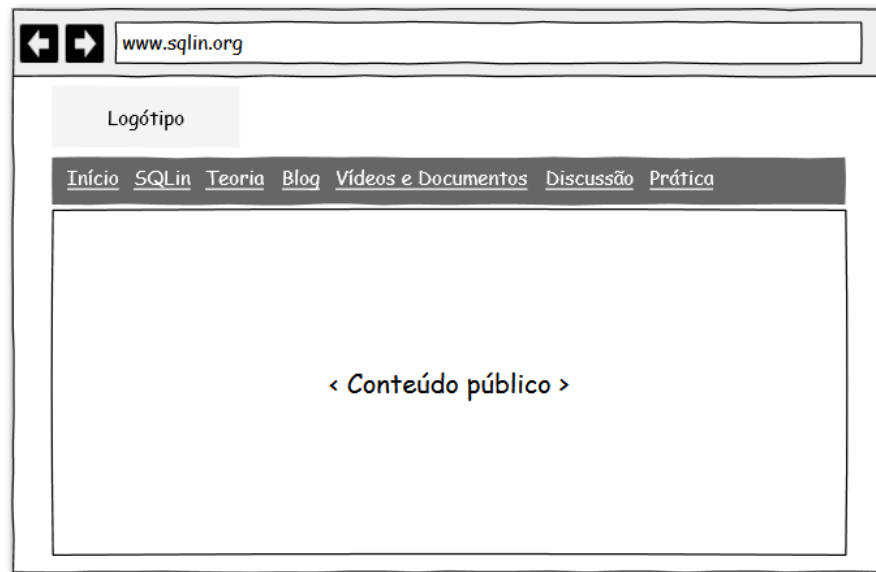 www.sqlin.org
Logótipo
Início SQLin Teoria Blog Vídeos e Documentos Discussão Prática
< Conteúdo público >